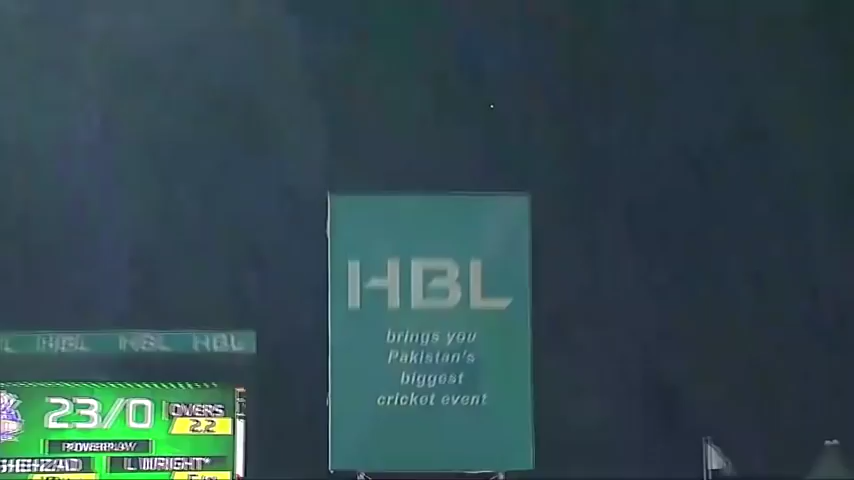 HBL
brings you
Pakistan's
biggest
cricket event
L HBL HBL HBL
23/0 OVERS
2.2
POWERPLAY
SHEHZAD L WRIGHT*